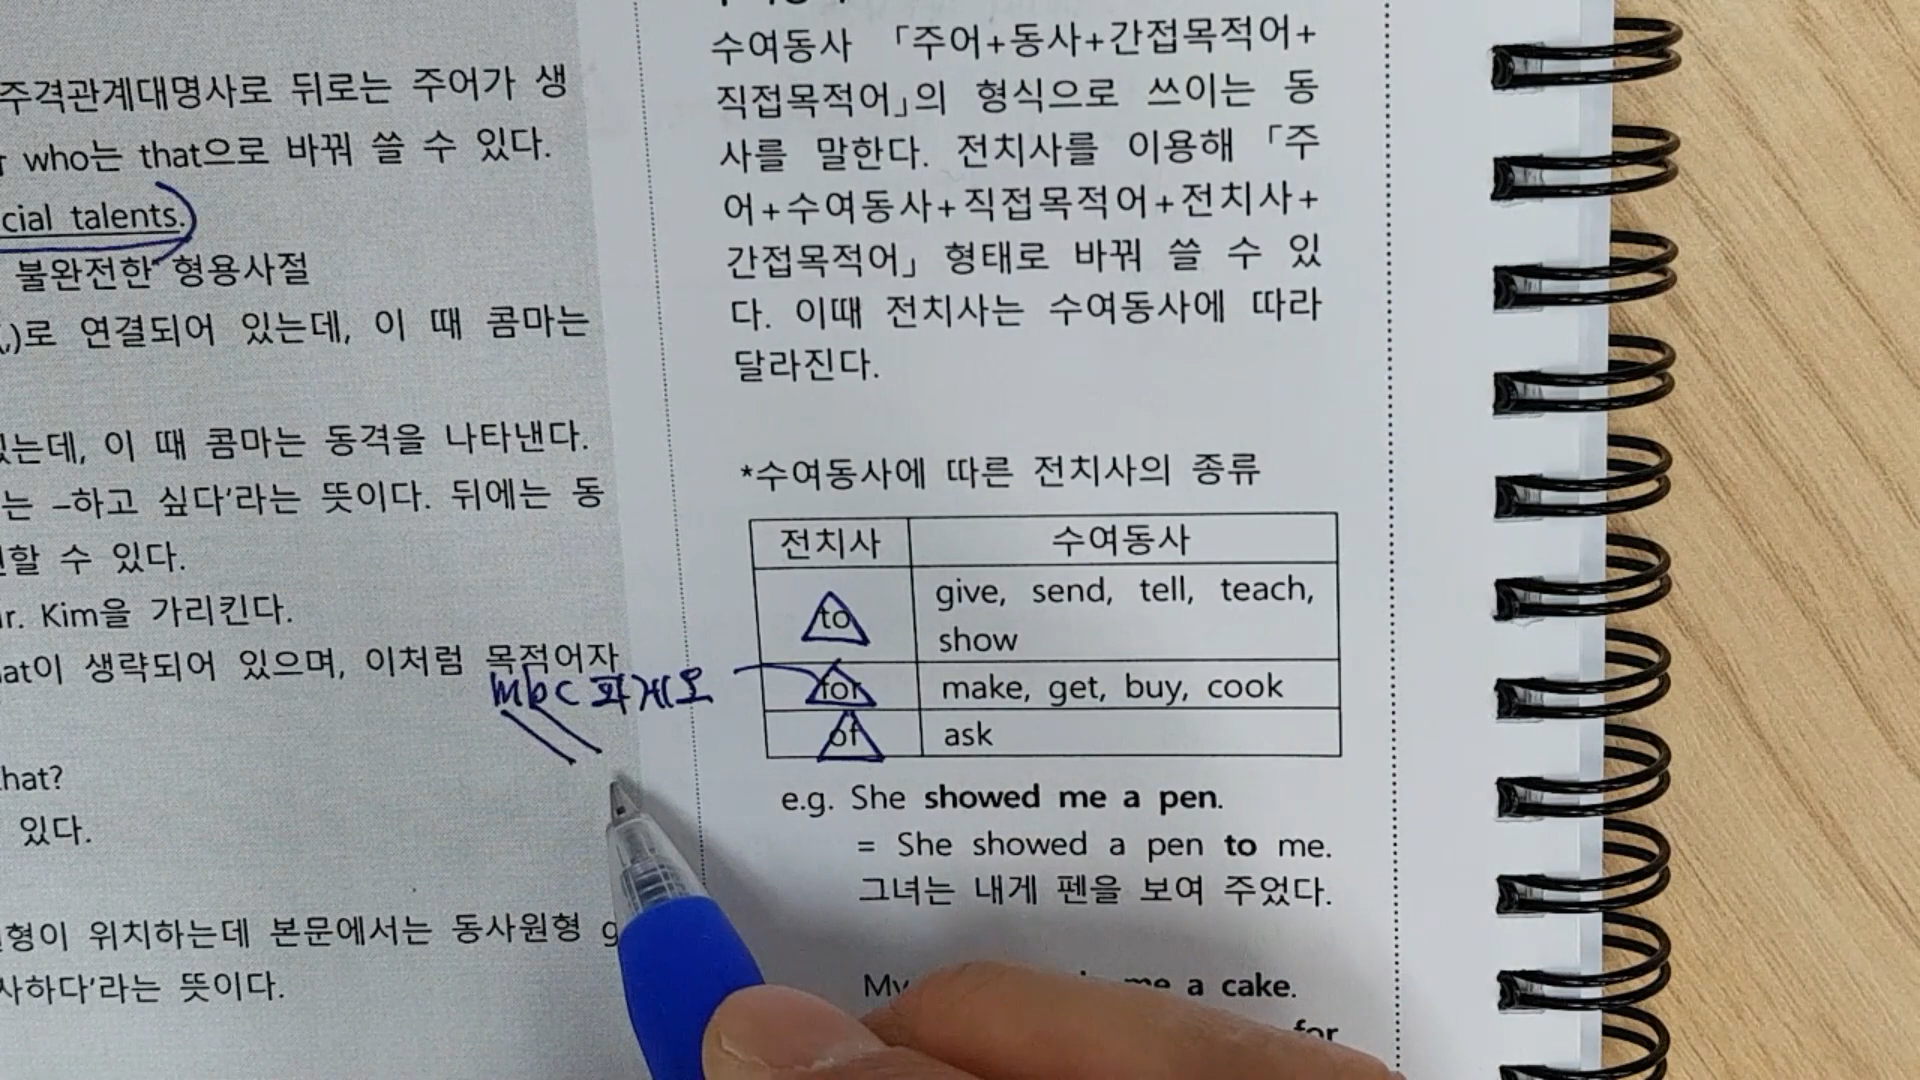 주격관계대명사로 뒤로는 주어가 생
who는 that으로 바꿔 쓸 수 있다.
cial talents.
불완전한 형용사절
(,)로 연결되어 있는데, 이 때 콤마는
있는데, 이 때 콤마는 동격을 나타낸다.
는 –하고 싶다’라는 뜻이다. 뒤에는 동
할 수 있다.
r. Kim을 가리킨다.
hat이 생략되어 있으며, 이처럼 목적어자
mbc 과게오
that?
있다.
형이 위치하는데 본문에서는 동사원형 g
사하다’라는 뜻이다.
수여동사 「주어+동사+간접목적어+
직접목적어」의 형식으로 쓰이는 동
사를 말한다. 전치사를 이용해 「주
어+수여동사+직접목적어+전치사+
간접목적어」 형태로 바꿔 쓸 수 있
다. 이때 전치사는 수여동사에 따라
달라진다.
*수여동사에 따른 전치사의 종류
전치사 수여동사
to give, send, tell, teach,
show
for make, get, buy, cook
of ask
e.g. She showed me a pen.
= She showed a pen to me.
그녀는 내게 펜을 보여 주었다.
My me a cake.
for